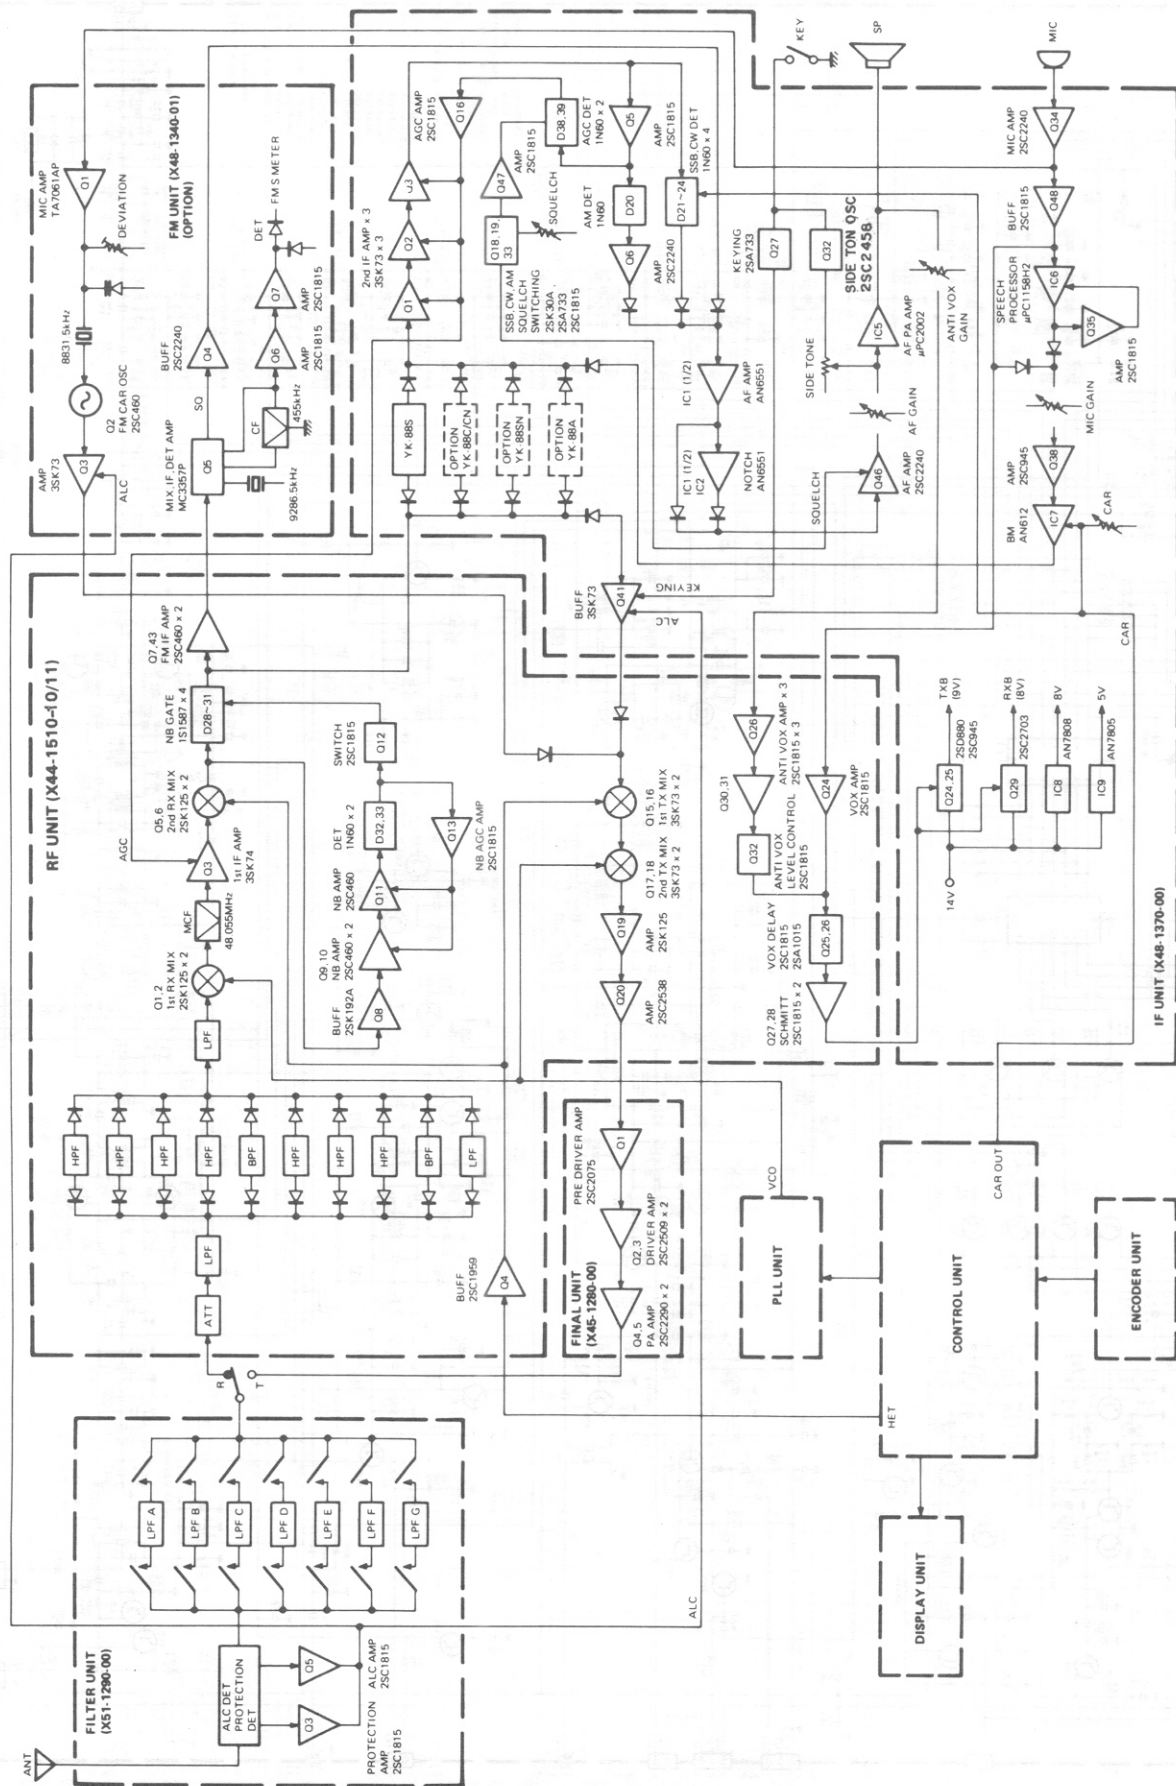 ANT
FILTER UNIT
(X51-1290-00)
ALC DET
PROTECTION
DET
Q3
PROTECTION
AMP
2SC1815
Q5
ALC AMP
2SC1815
LPF A
LPF B
LPF C
LPF D
LPF E
LPF F
LPF G
R
T
ALC
RF UNIT (X44-1510-10/11)
ATT
LPF
HPF
HPF
HPF
HPF
BPF
HPF
HPF
HPF
BPF
LPF
LPF
Q1,2
1st RX MIX
2SK125 × 2
MCF
48.055MHz
Q3
1st IF AMP
3SK74
AGC
Q5,6
2nd RX MIX
2SK125 × 2
NB GATE
1S1587 × 4
D28~31
Q7,43
FM IF AMP
2SC460 × 2
BUFF
2SK192A
Q8
Q9,10
NB AMP
2SC460 × 2
NB AMP
2SC460
Q11
DET
1N60 × 2
D32,33
SWITCH
2SC1815
Q12
Q13
NB AGC AMP
2SC1815
BUFF
2SC1959
Q4
Q15,16
1st TX MIX
3SK73 × 2
Q17,18
2nd TX MIX
3SK73 × 2
Q19
AMP
2SK125
Q20
AMP
2SC2538
Q26
ANTI VOX AMP × 3
2SC1815 × 3
Q30,31
Q32
ANTI VOX
LEVEL CONTROL
2SC1815
Q24
VOX AMP
2SC1815
VOX DELAY
2SC1815
2SA1015
Q25,26
Q27,28
SCHMITT
2SC1815 × 2
FINAL UNIT
(X45-1280-00)
PRE DRIVER AMP
2SC2075
Q1
Q2,3
DRIVER AMP
2SC2509 × 2
Q4,5
PA AMP
2SC2290 × 2
FM UNIT (X48-1340-01)
(OPTION)
MIC AMP
TA7061AP
Q1
DEVIATION
8831.5kHz
Q2
FM CAR OSC
2SC460
AMP
3SK73
Q3
ALC
BUFF
2SC2240
Q4
SQ
MIX,IF,DET AMP
MC3357P
Q5
9286.5kHz
CF
455kHz
Q6
AMP
2SC1815
Q7
AMP
2SC1815
DET
FM S METER
2nd IF AMP × 3
3SK73 × 3
Q1
Q2
Q3
AGC AMP
2SC1815
Q16
YK-88S
OPTION
YK-88C/CN
OPTION
YK-88SN
OPTION
YK-88A
Q47
AMP
2SC1815
D38,39
AGC DET
1N60 × 2
Q18,19,
33
SQUELCH
SSB,CW,AM
SQUELCH
SWITCHING
2SK30A
2SA733
2SC1815
Q5
AMP
2SC1815
D20
AM DET
1N60
Q6
AMP
2SC2240
D21~24
SSB,CW DET
1N60 × 4
IC1 (1/2)
AF AMP
AN6551
IC1 (1/2)
IC2
NOTCH
AN6551
Q41
BUFF
3SK73
KEYING
ALC
KEY
KEYING
2SA733
Q27
Q32
SIDE TON OSC
2SC2458
SP
SIDE TONE
IC5
AF PA AMP
µPC2002
AF GAIN
Q46
AF AMP
2SC2240
SQUELCH
ANTI VOX
GAIN
MIC
MIC AMP
2SC2240
Q34
BUFF
2SC1815
Q48
SPEECH
PROCESSOR
µPC1158H2
IC6
Q35
AMP
2SC1815
MIC GAIN
AMP
2SC945
Q38
BM
AN612
IC7
CAR
CAR
14V
Q24,25
TXB
(9V)
2SD880
2SC945
Q29
RXB
(8V)
2SC2703
IC8
8V
AN7808
IC9
5V
AN7805
IF UNIT (X48-1370-00)
VCO
PLL UNIT
CAR OUT
HET
CONTROL UNIT
ENCODER UNIT
DISPLAY UNIT